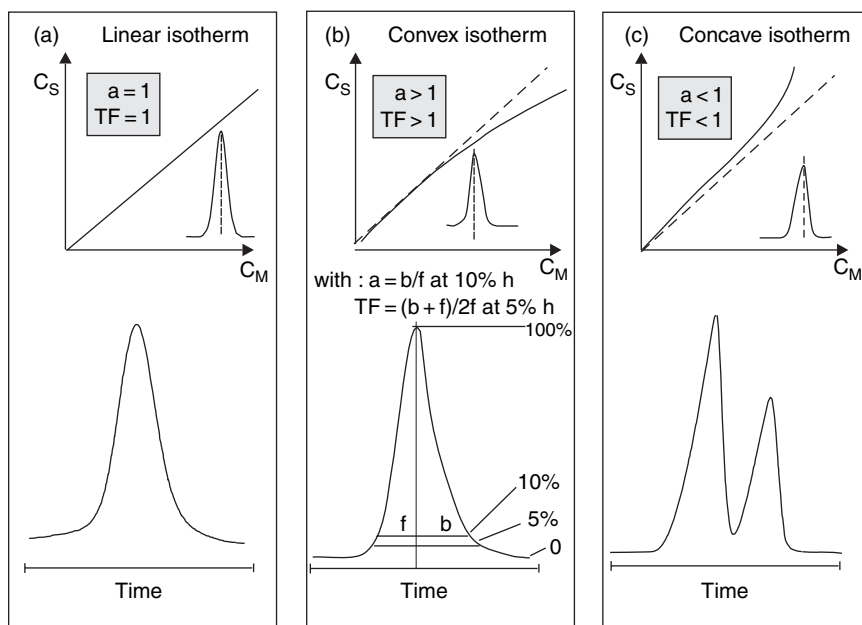 (a) Linear isotherm
C_S
a = 1
TF = 1
C_M
Time
(b) Convex isotherm
C_S
a > 1
TF > 1
C_M
with : a = b/f at 10% h
TF = (b + f)/2f at 5% h
100%
10%
f b
5%
0
Time
(c) Concave isotherm
C_S
a < 1
TF < 1
C_M
Time